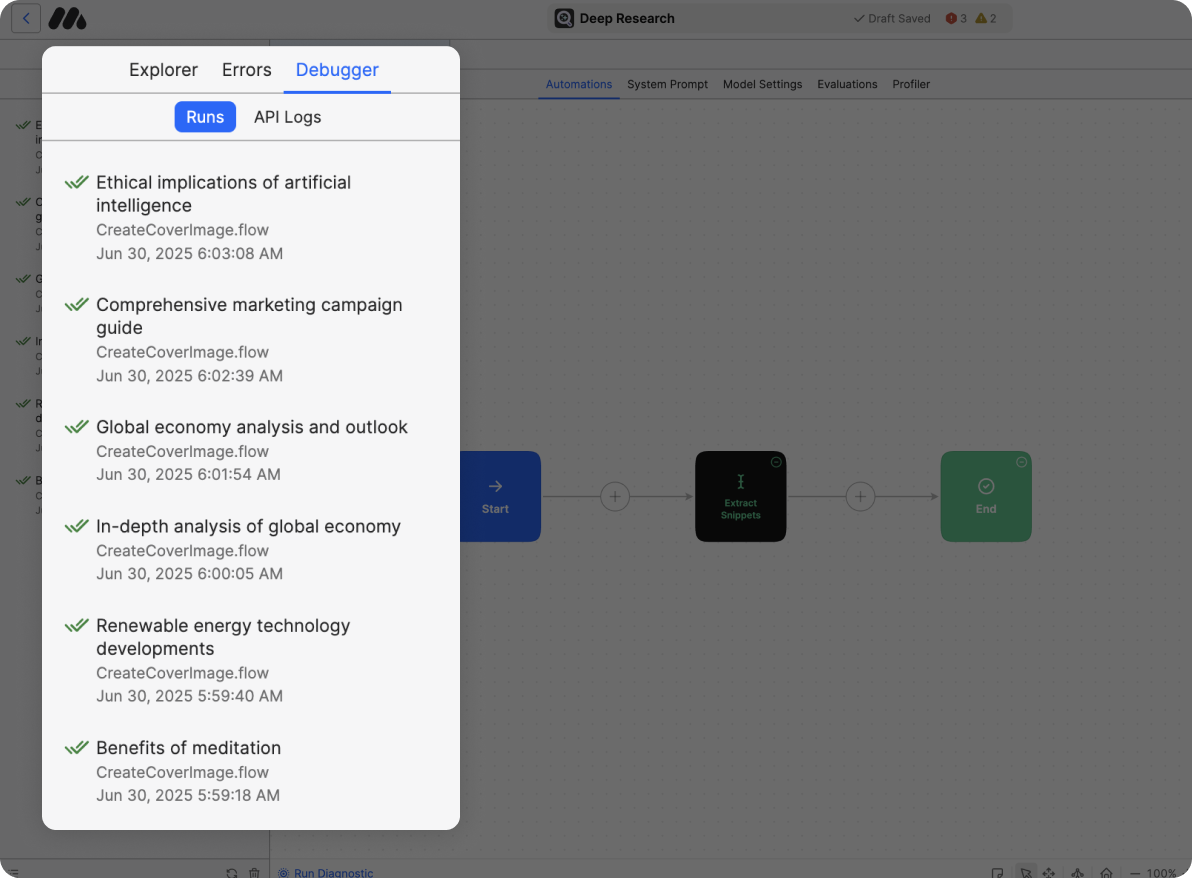 Deep Research
Draft Saved
3
2
Explorer
Errors
Debugger
Automations
System Prompt
Model Settings
Evaluations
Profiler
Runs
API Logs
Ethical implications of artificial
intelligence
CreateCoverImage.flow
Jun 30, 2025 6:03:08 AM
Comprehensive marketing campaign
guide
CreateCoverImage.flow
Jun 30, 2025 6:02:39 AM
Global economy analysis and outlook
CreateCoverImage.flow
Jun 30, 2025 6:01:54 AM
In-depth analysis of global economy
CreateCoverImage.flow
Jun 30, 2025 6:00:05 AM
Renewable energy technology
developments
CreateCoverImage.flow
Jun 30, 2025 5:59:40 AM
Benefits of meditation
CreateCoverImage.flow
Jun 30, 2025 5:59:18 AM
Start
Extract
Snippets
End
Run Diagnostic
100%